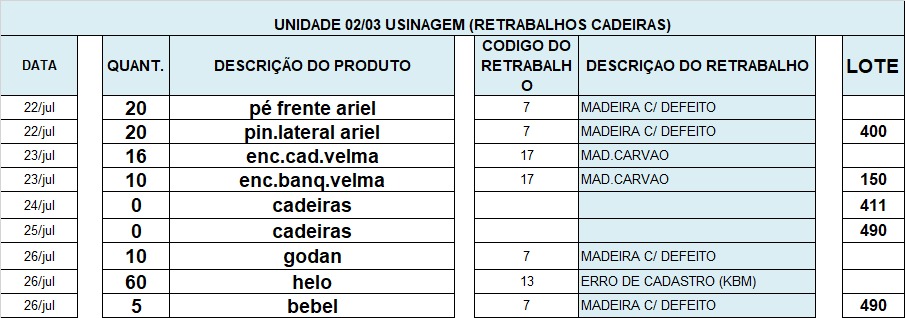 UNIDADE 02/03 USINAGEM (RETRABALHOS CADEIRAS)
DATA QUANT. DESCRIÇÃO DO PRODUTO CODIGO DO RETRABALHO DESCRIÇAO DO RETRABALHO LOTE
22/jul 20 pé frente ariel 7 MADEIRA C/ DEFEITO
22/jul 20 pin.lateral ariel 7 MADEIRA C/ DEFEITO 400
23/jul 16 enc.cad.velma 17 MAD.CARVAO
23/jul 10 enc.banq.velma 17 MAD.CARVAO 150
24/jul 0 cadeiras 411
25/jul 0 cadeiras 490
26/jul 10 godan 7 MADEIRA C/ DEFEITO
26/jul 60 helo 13 ERRO DE CADASTRO (KBM)
26/jul 5 bebel 7 MADEIRA C/ DEFEITO 490